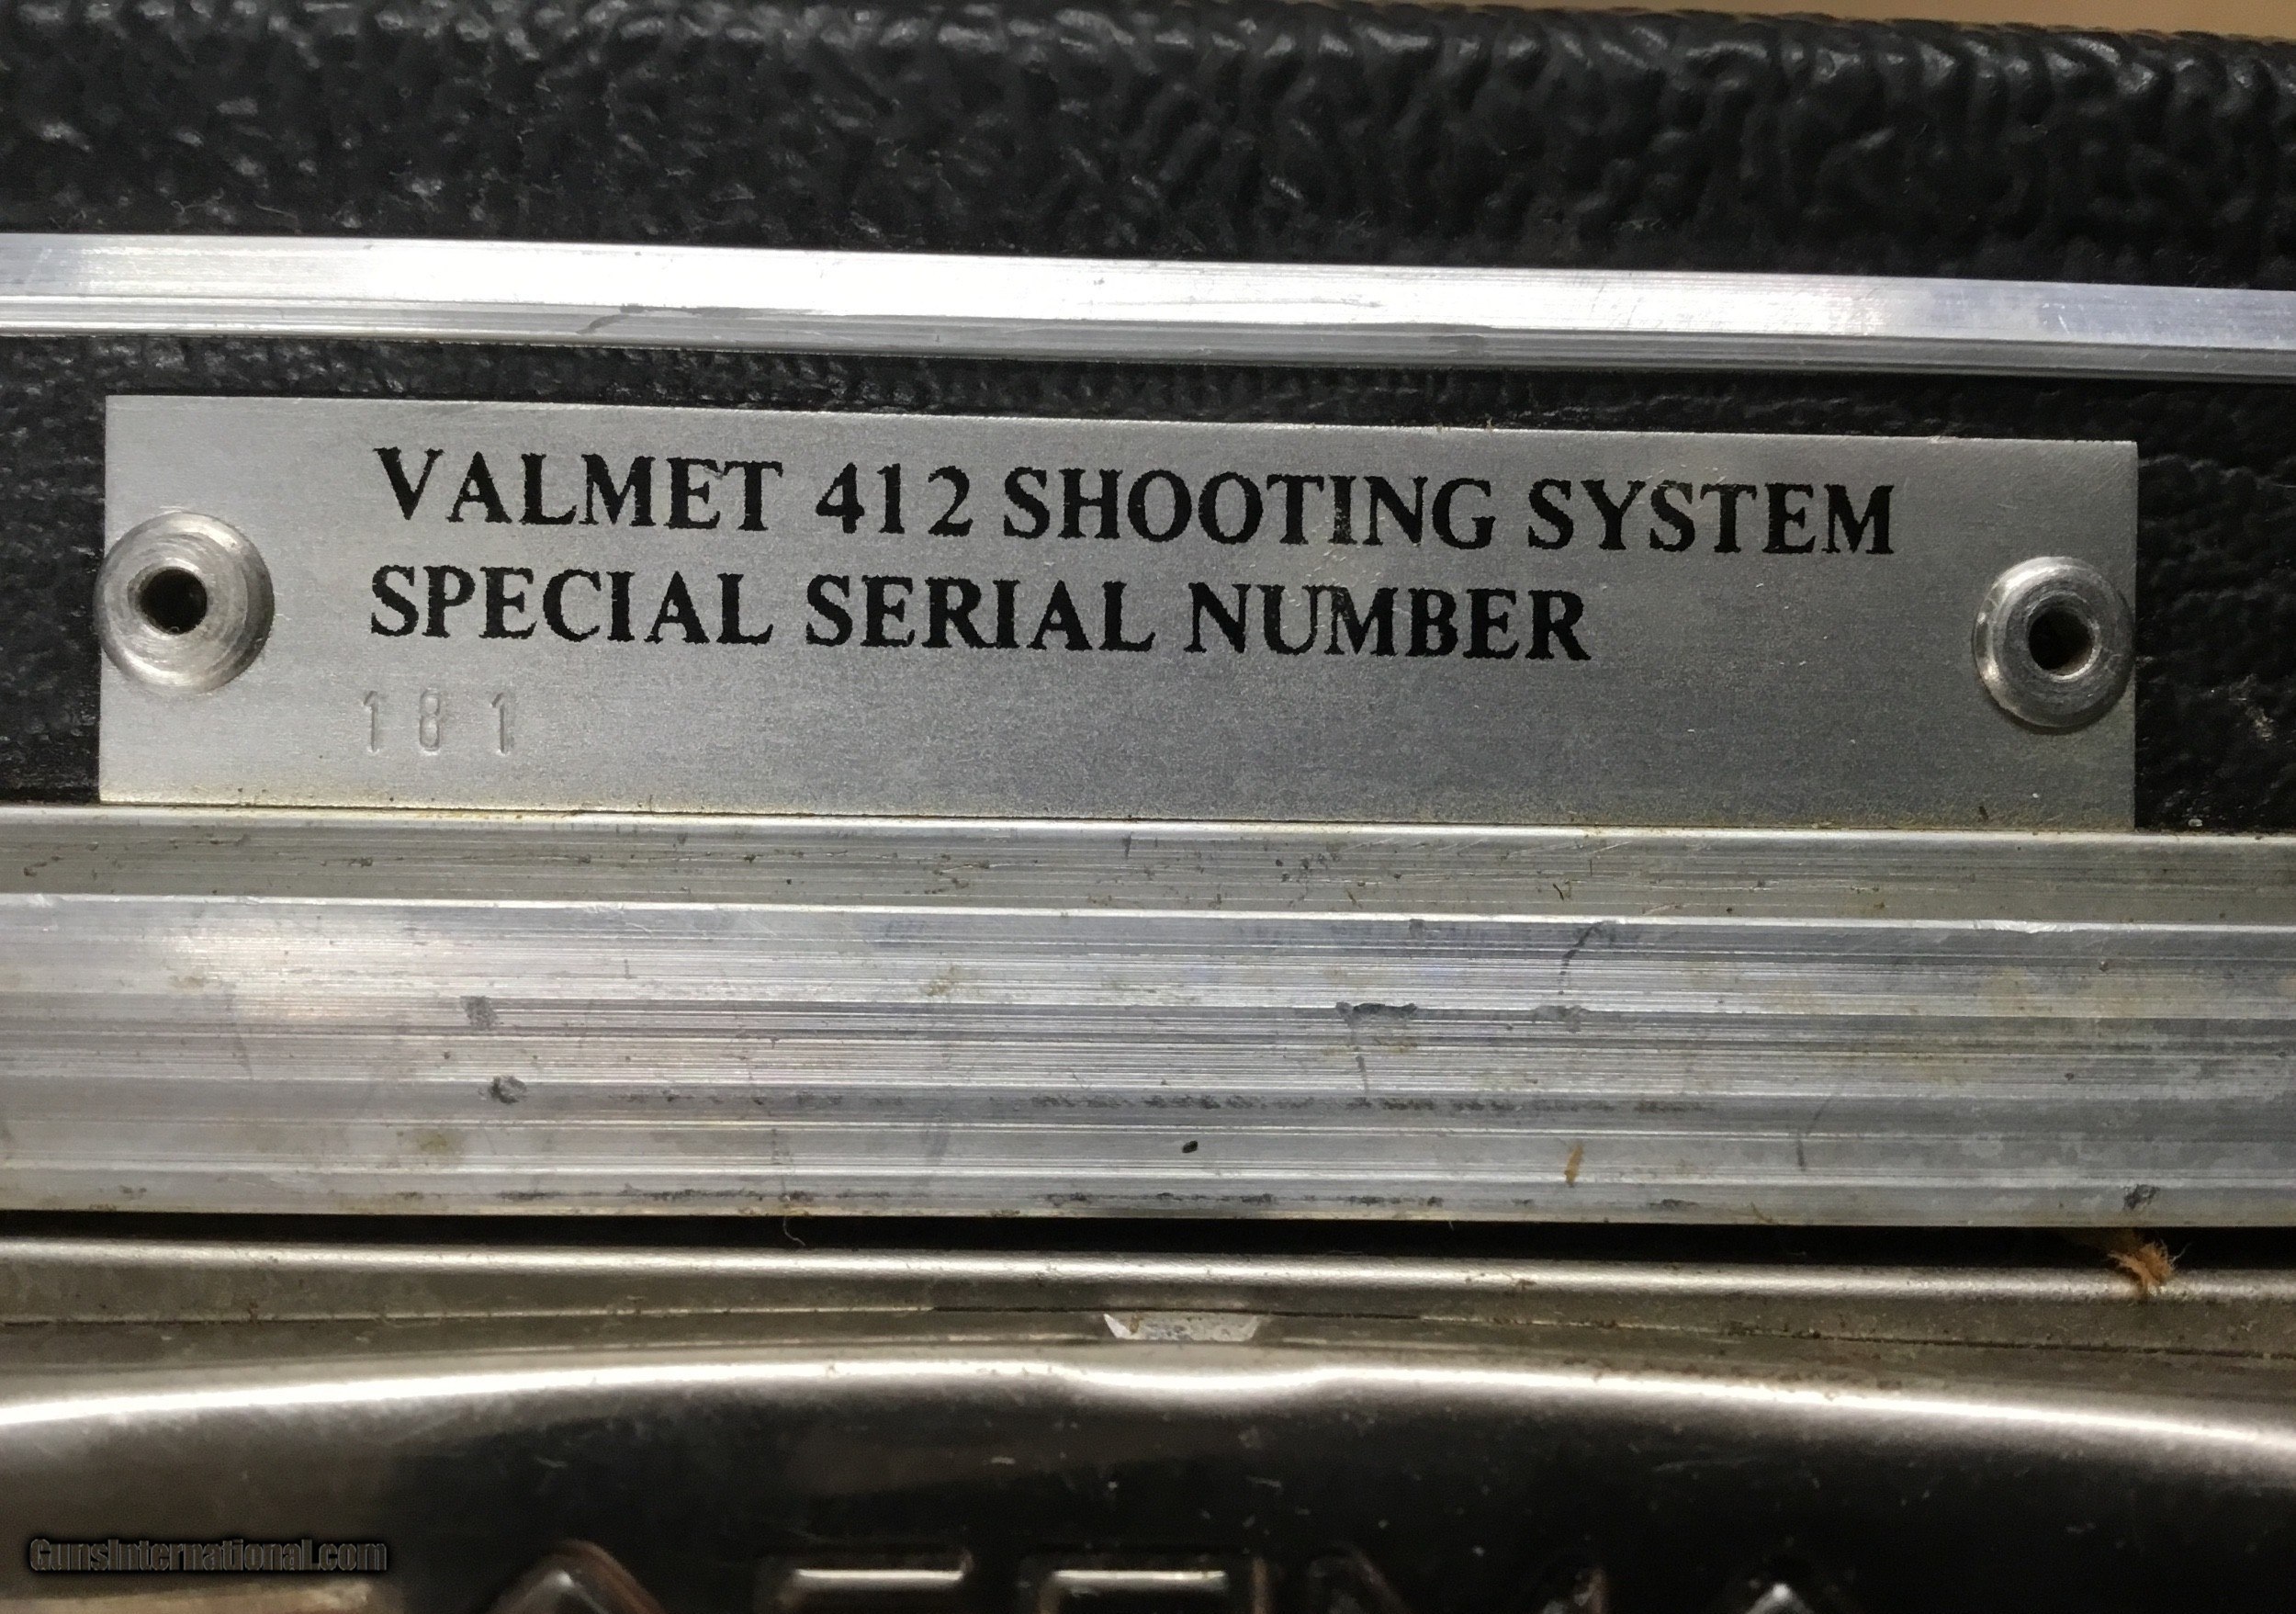 VALMET 412 SHOOTING SYSTEM
SPECIAL SERIAL NUMBER
181
GunsInternational.com